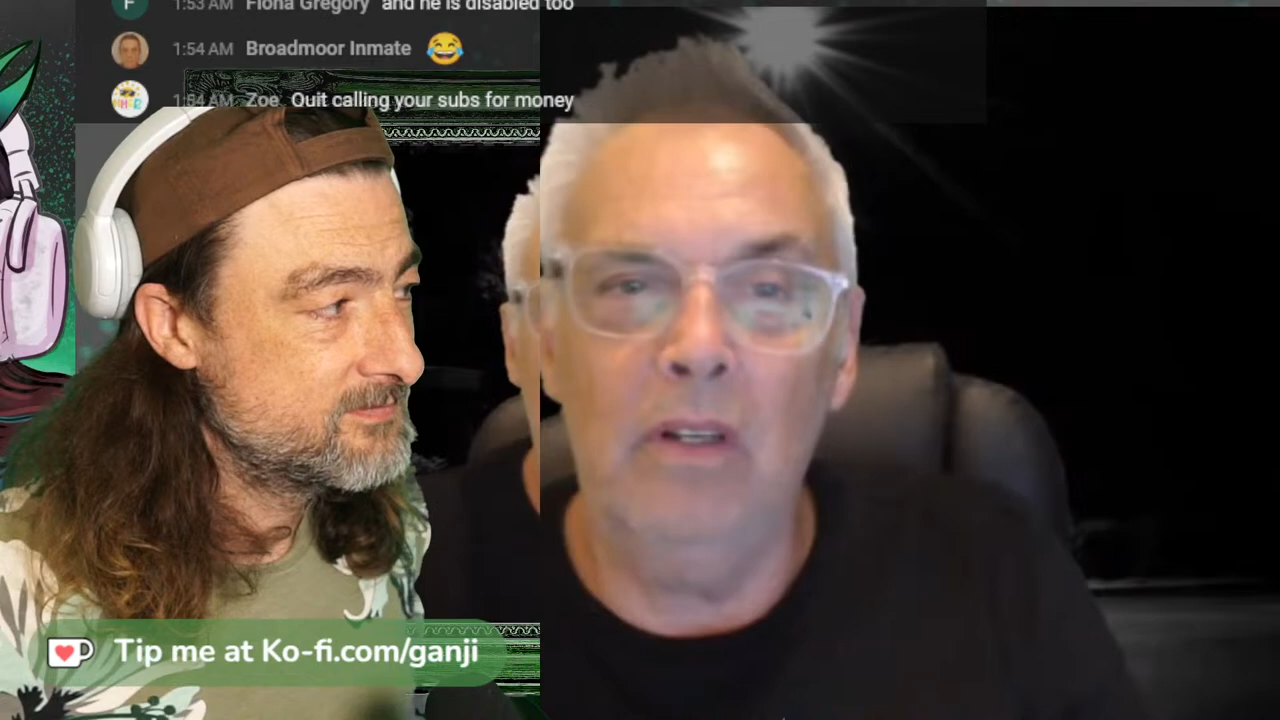 F
1:53 AM Fiona Gregory and he is disabled too
1:54 AM Broadmoor Inmate 😂
1:54 AM Zoe Quit calling your subs for money
Tip me at Ko-fi.com/ganji